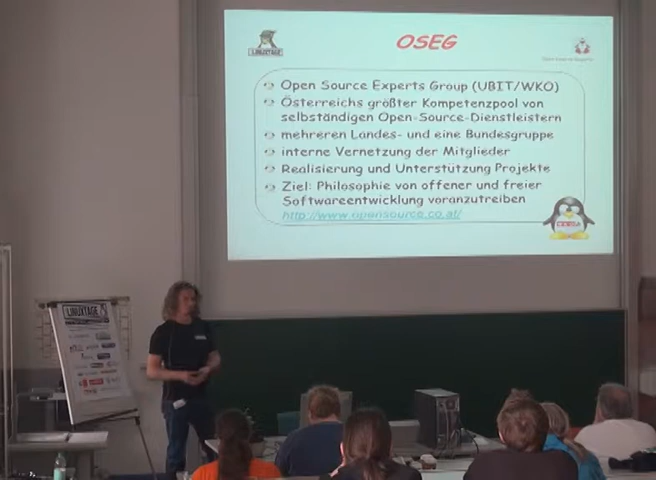 LINUXTAGE
OSEG
Open Source Experts Group (UBIT/WKO)
Österreichs größter Kompetenzpool von
selbständigen Open-Source-Dienstleistern
mehreren Landes- und eine Bundesgruppe
interne Vernetzung der Mitglieder
Realisierung und Unterstützung Projekte
Ziel: Philosophie von offener und freier
Softwareentwicklung voranzutreiben
http://www.opensource.co.at/
LINUXTAGE